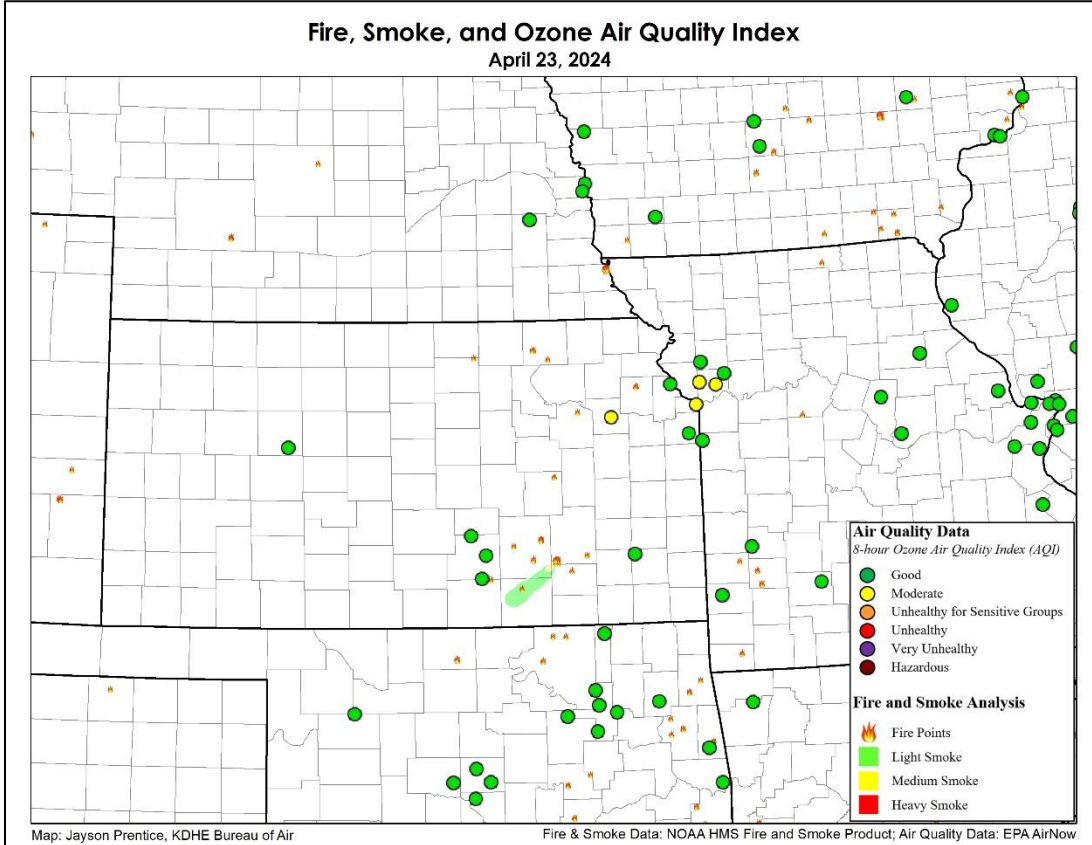 Fire, Smoke, and Ozone Air Quality Index
April 23, 2024
Air Quality Data
8-hour Ozone Air Quality Index (AQI)
Good
Moderate
Unhealthy for Sensitive Groups
Unhealthy
Very Unhealthy
Hazardous
Fire and Smoke Analysis
Fire Points
Light Smoke
Medium Smoke
Heavy Smoke
Map: Jayson Prentice, KDHE Bureau of Air
Fire & Smoke Data: NOAA HMS Fire and Smoke Product; Air Quality Data: EPA AirNow